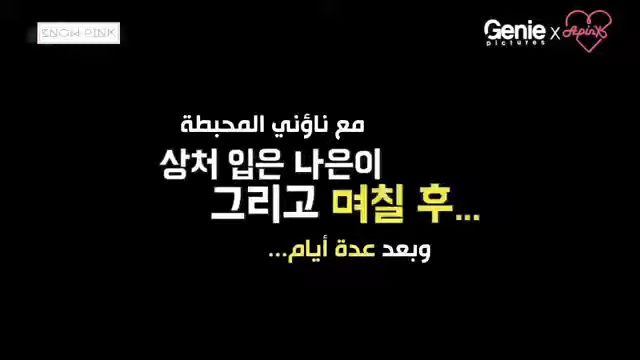 SNOW PINK
Genie x Apink
pictures
مع ناؤني المحبطة
상처 입은 나은이
그리고 며칠 후...
وبعد عدة أيام...